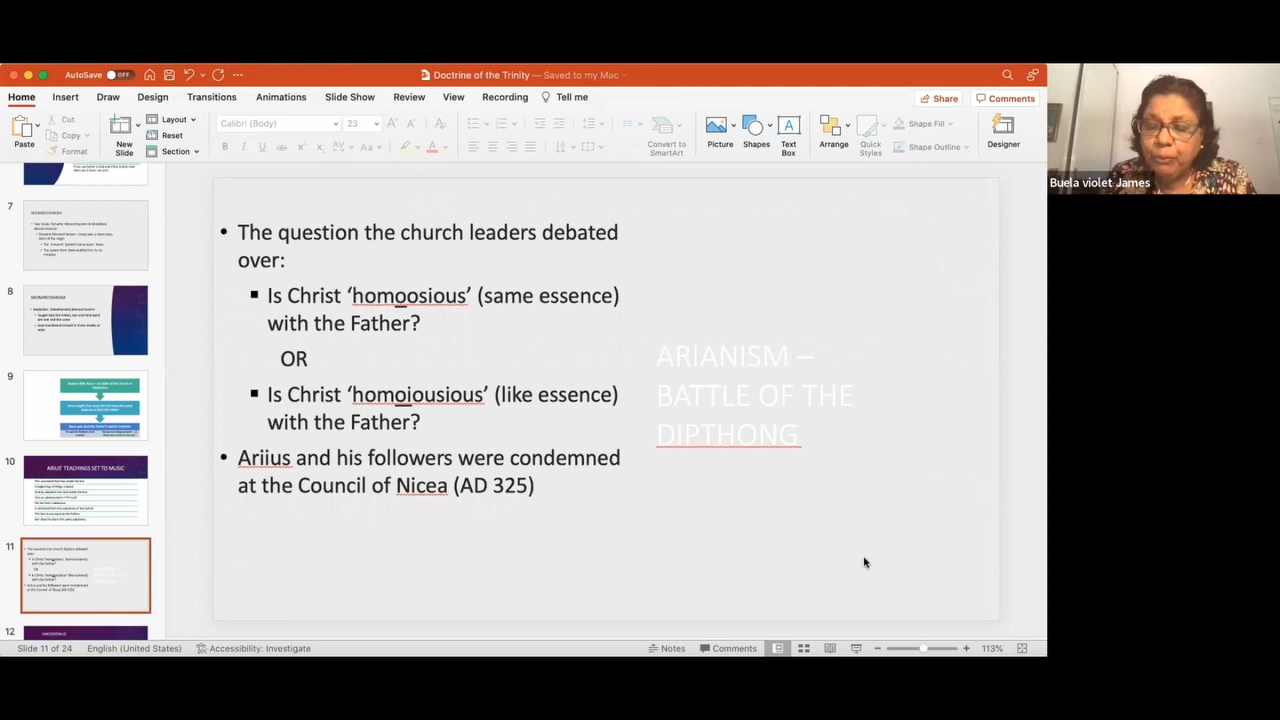 AutoSave OFF
Doctrine of the Trinity — Saved to my Mac
Home Insert Draw Design Transitions Animations Slide Show Review View Recording Tell me
Share Comments
Paste
Cut
Copy
Format
New Slide
Layout
Reset
Section
Calibri (Body) 23
Convert to SmartArt
Picture
Shapes
Text Box
Arrange
Quick Styles
Shape Fill
Shape Outline
Designer
Buela violet James
7
MONARCHIANISM
8
MONARCHIANISM
9
10
ARIUS' TEACHINGS SET TO MUSIC
11
12
MACEDONIUS
• The question the church leaders debated
over:
▪ Is Christ ‘homoosious’ (same essence)
with the Father?
OR
▪ Is Christ ‘homoiousious’ (like essence)
with the Father?
• Ariius and his followers were condemned
at the Council of Nicea (AD 325)
ARIANISM –
BATTLE OF THE
DIPTHONG
Slide 11 of 24 English (United States) Accessibility: Investigate
Notes Comments 113%